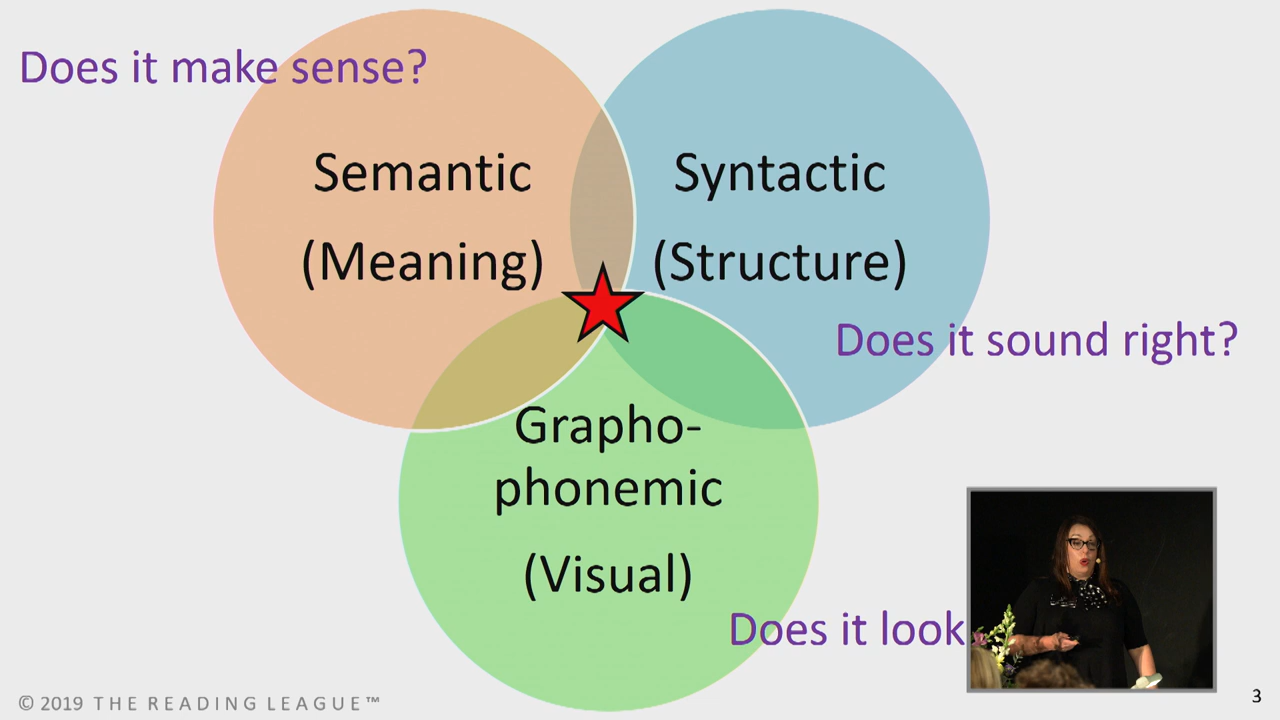 Does it make sense?
Semantic
(Meaning)
Syntactic
(Structure)
Does it sound right?
Grapho-
phonemic
(Visual)
Does it look
© 2019 THE READING LEAGUE™
3